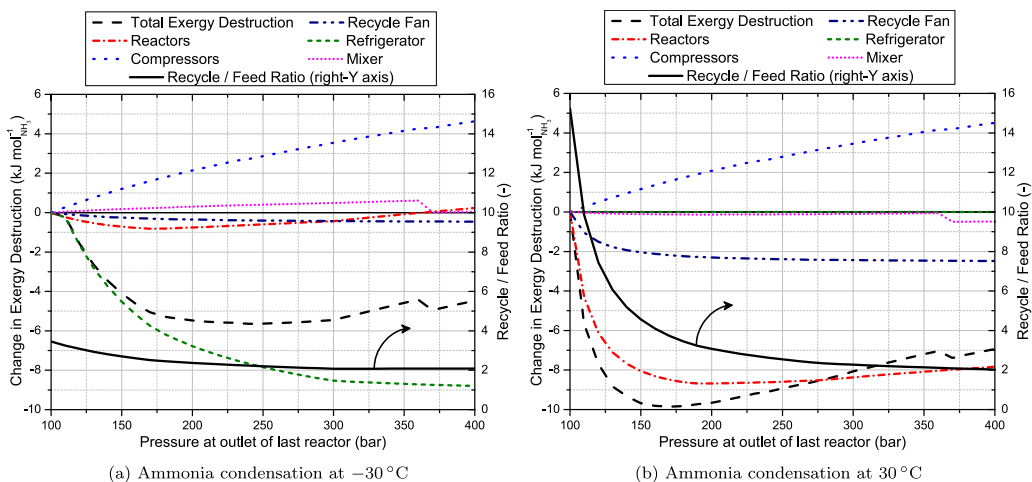 Total Exergy Destruction
Recycle Fan
Reactors
Refrigerator
Compressors
Mixer
Recycle / Feed Ratio (right-Y axis)
6
4
2
0
-2
-4
-6
-8
-10
Change in Exergy Destruction (kJ mol⁻¹ NH₃)
16
14
12
10
8
6
4
2
0
Recycle / Feed Ratio (-)
100 150 200 250 300 350 400
Pressure at outlet of last reactor (bar)
(a) Ammonia condensation at −30 °C
Total Exergy Destruction
Recycle Fan
Reactors
Refrigerator
Compressors
Mixer
Recycle / Feed Ratio (right-Y axis)
6
4
2
0
-2
-4
-6
-8
-10
Change in Exergy Destruction (kJ mol⁻¹ NH₃)
16
14
12
10
8
6
4
2
0
Recycle / Feed Ratio (-)
100 150 200 250 300 350 400
Pressure at outlet of last reactor (bar)
(b) Ammonia condensation at 30 °C